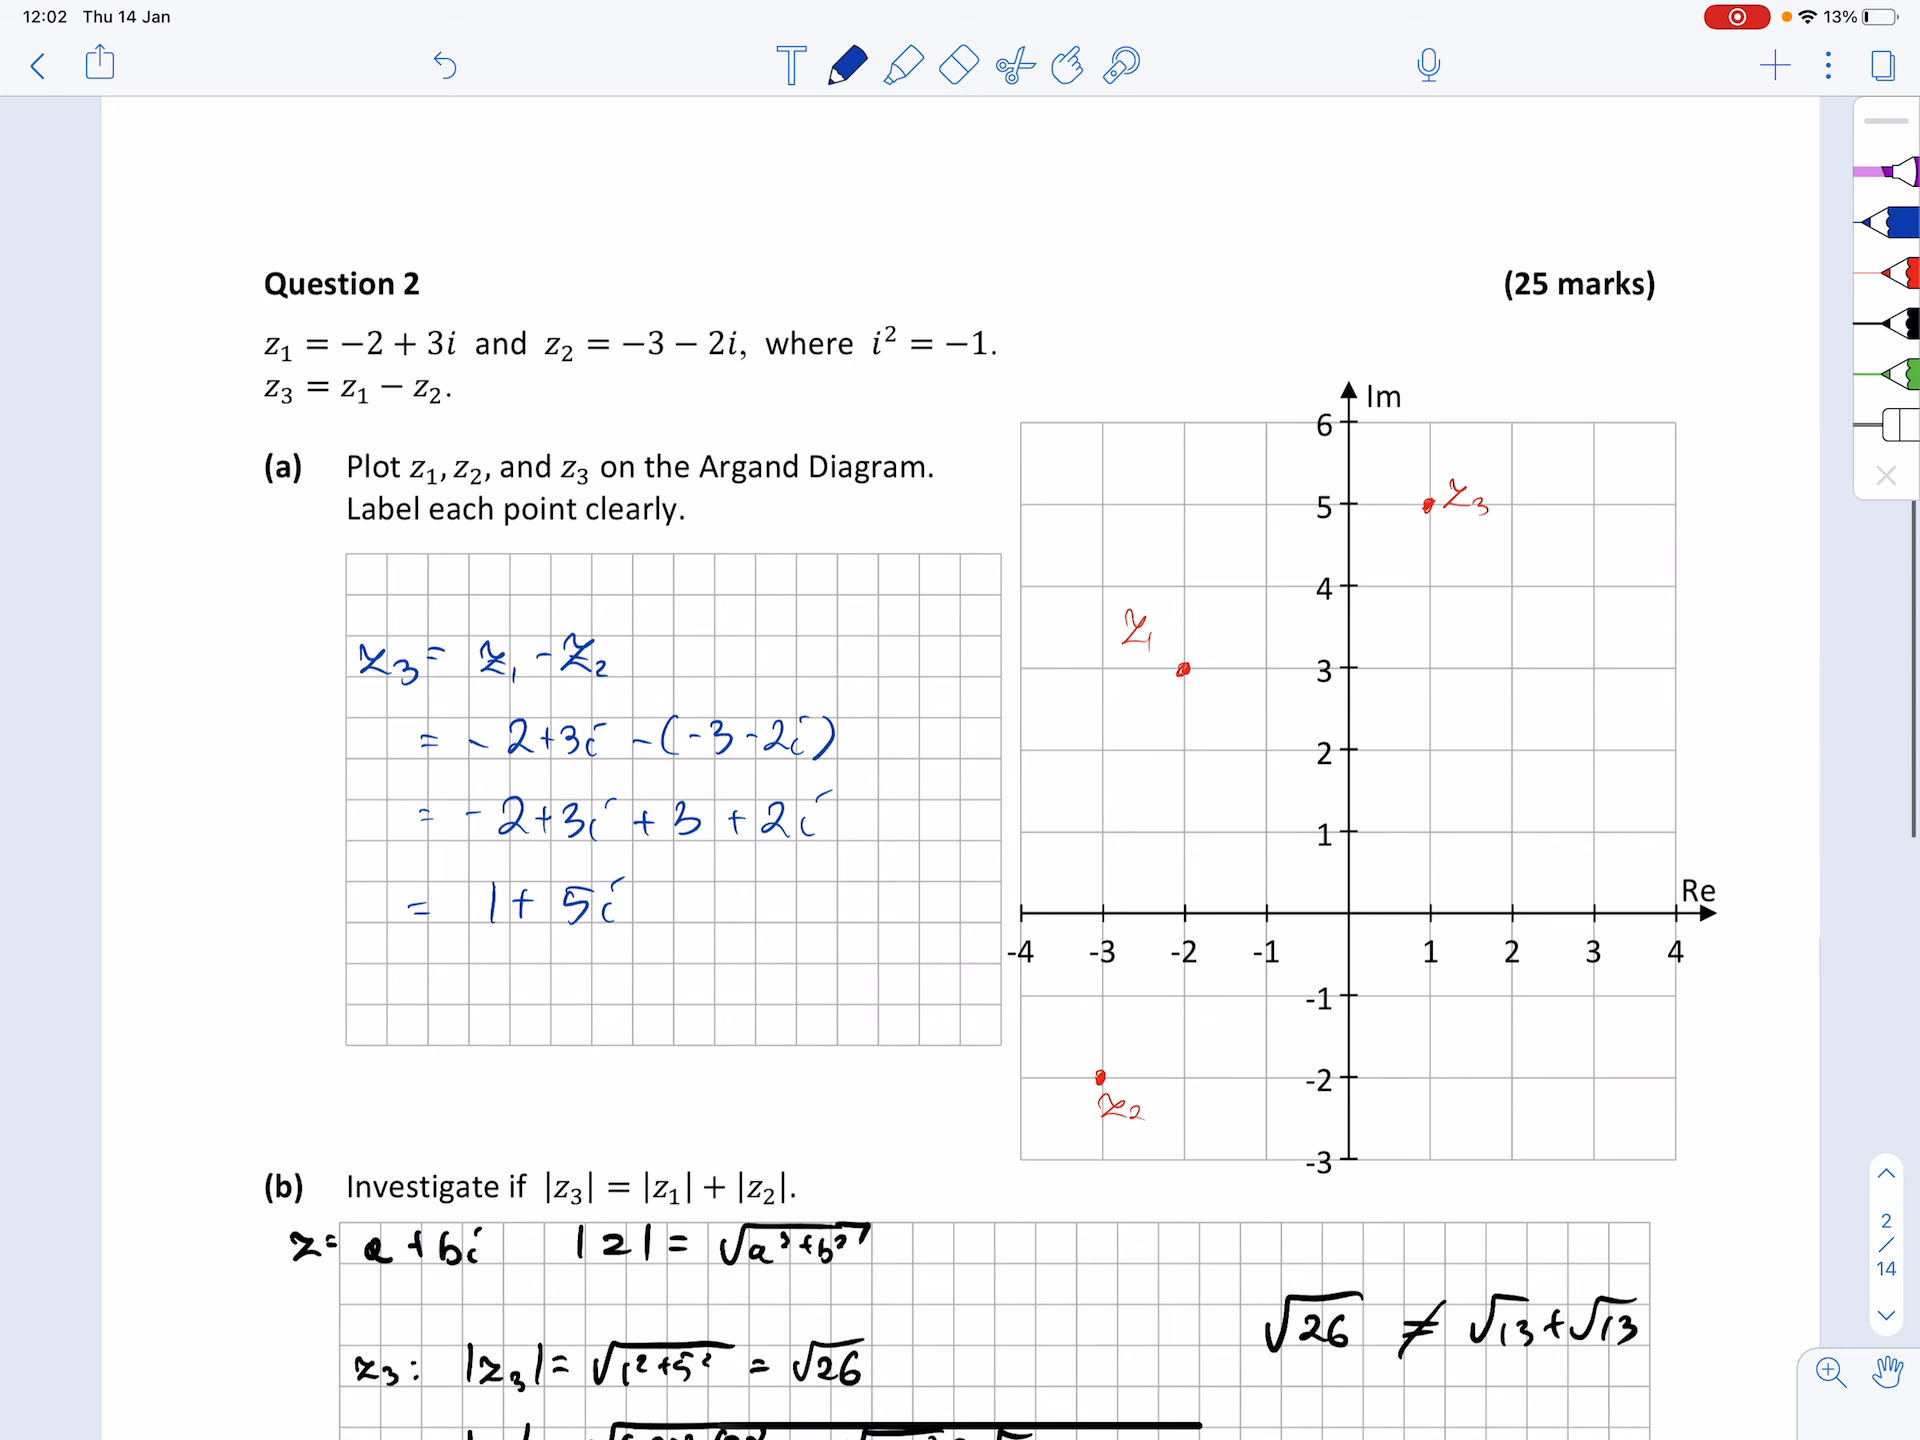 12:02 Thu 14 Jan
13%
Question 2
(25 marks)
z₁ = −2 + 3i and z₂ = −3 − 2i, where i² = −1.
z₃ = z₁ − z₂.
(a) Plot z₁, z₂, and z₃ on the Argand Diagram.
Label each point clearly.
z₃ = z₁ - z₂
= - 2+3i - (-3-2i)
= - 2+3i + 3 + 2i
= 1 + 5i
Im
6
5
4
3
2
1
Re
-4 -3 -2 -1 1 2 3 4
-1
-2
-3
z₃
z₁
z₂
(b) Investigate if |z₃| = |z₁| + |z₂|.
z = a + bi |z| = √a²+b²
√26 ≠ √13 + √13
z₃: |z₃| = √1²+5² = √26
2
/
14